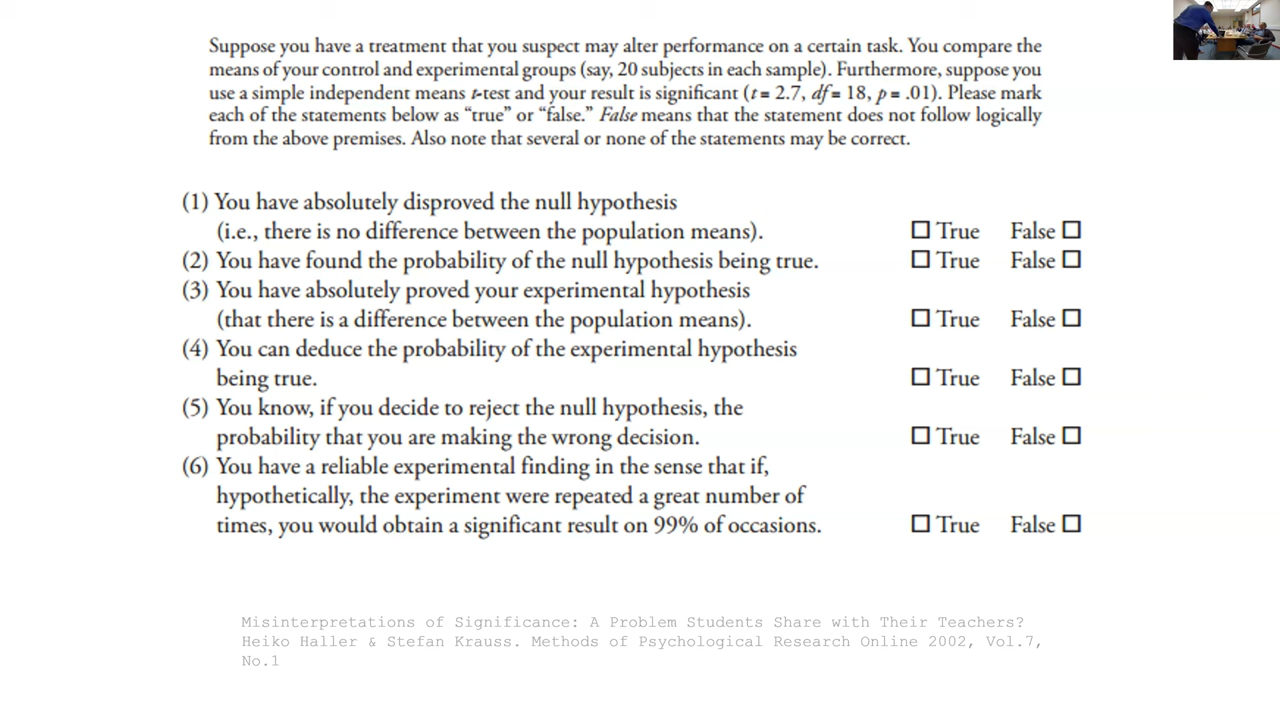 Suppose you have a treatment that you suspect may alter performance on a certain task. You compare the
means of your control and experimental groups (say, 20 subjects in each sample). Furthermore, suppose you
use a simple independent means t-test and your result is significant (t = 2.7, df = 18, p = .01). Please mark
each of the statements below as “true” or “false.” False means that the statement does not follow logically
from the above premises. Also note that several or none of the statements may be correct.
(1) You have absolutely disproved the null hypothesis
(i.e., there is no difference between the population means). ☐ True False ☐
(2) You have found the probability of the null hypothesis being true. ☐ True False ☐
(3) You have absolutely proved your experimental hypothesis
(that there is a difference between the population means). ☐ True False ☐
(4) You can deduce the probability of the experimental hypothesis
being true. ☐ True False ☐
(5) You know, if you decide to reject the null hypothesis, the
probability that you are making the wrong decision. ☐ True False ☐
(6) You have a reliable experimental finding in the sense that if,
hypothetically, the experiment were repeated a great number of
times, you would obtain a significant result on 99% of occasions. ☐ True False ☐
Misinterpretations of Significance: A Problem Students Share with Their Teachers?
Heiko Haller & Stefan Krauss. Methods of Psychological Research Online 2002, Vol.7,
No.1